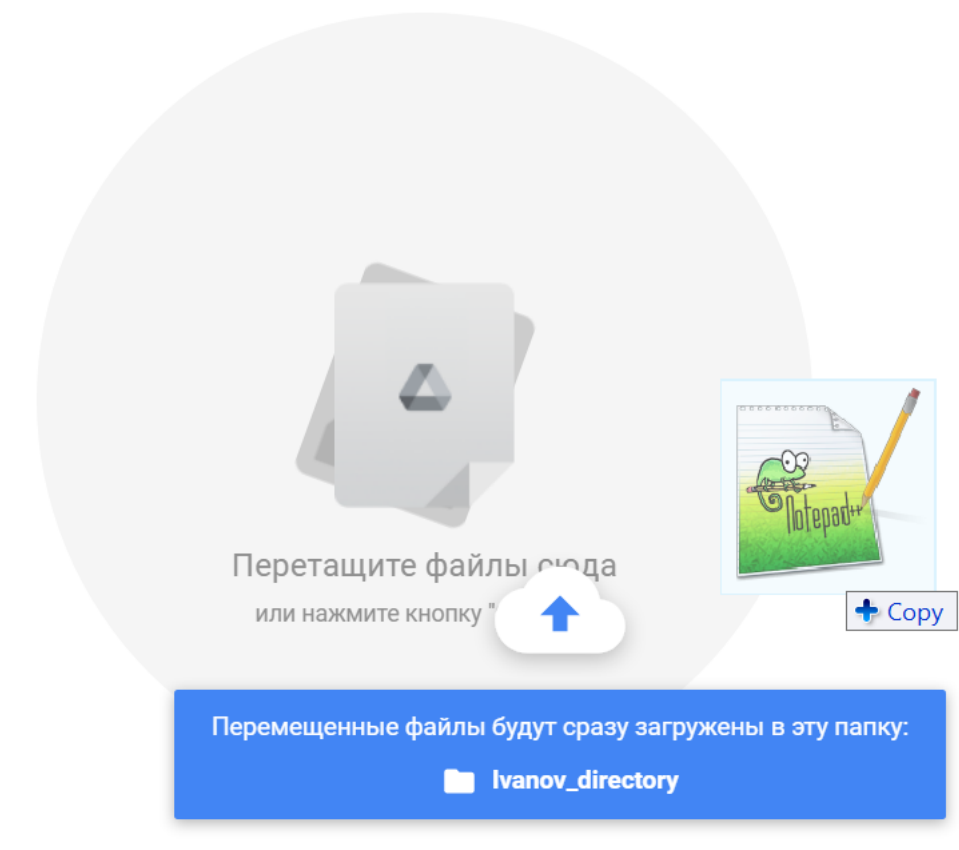 Перетащите файлы сюда
или нажмите кнопку "
Notepad++
Copy
Перемещенные файлы будут сразу загружены в эту папку:
Ivanov_directory